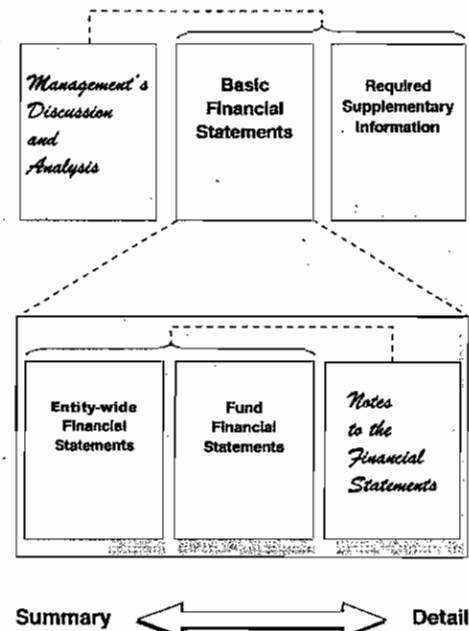 Management's
Discussion
and
Analysis
Basic
Financial
Statements
Required
Supplementary
Information
Entity-wide
Financial
Statements
Fund
Financial
Statements
Notes
to the
Financial
Statements
Summary
Detail